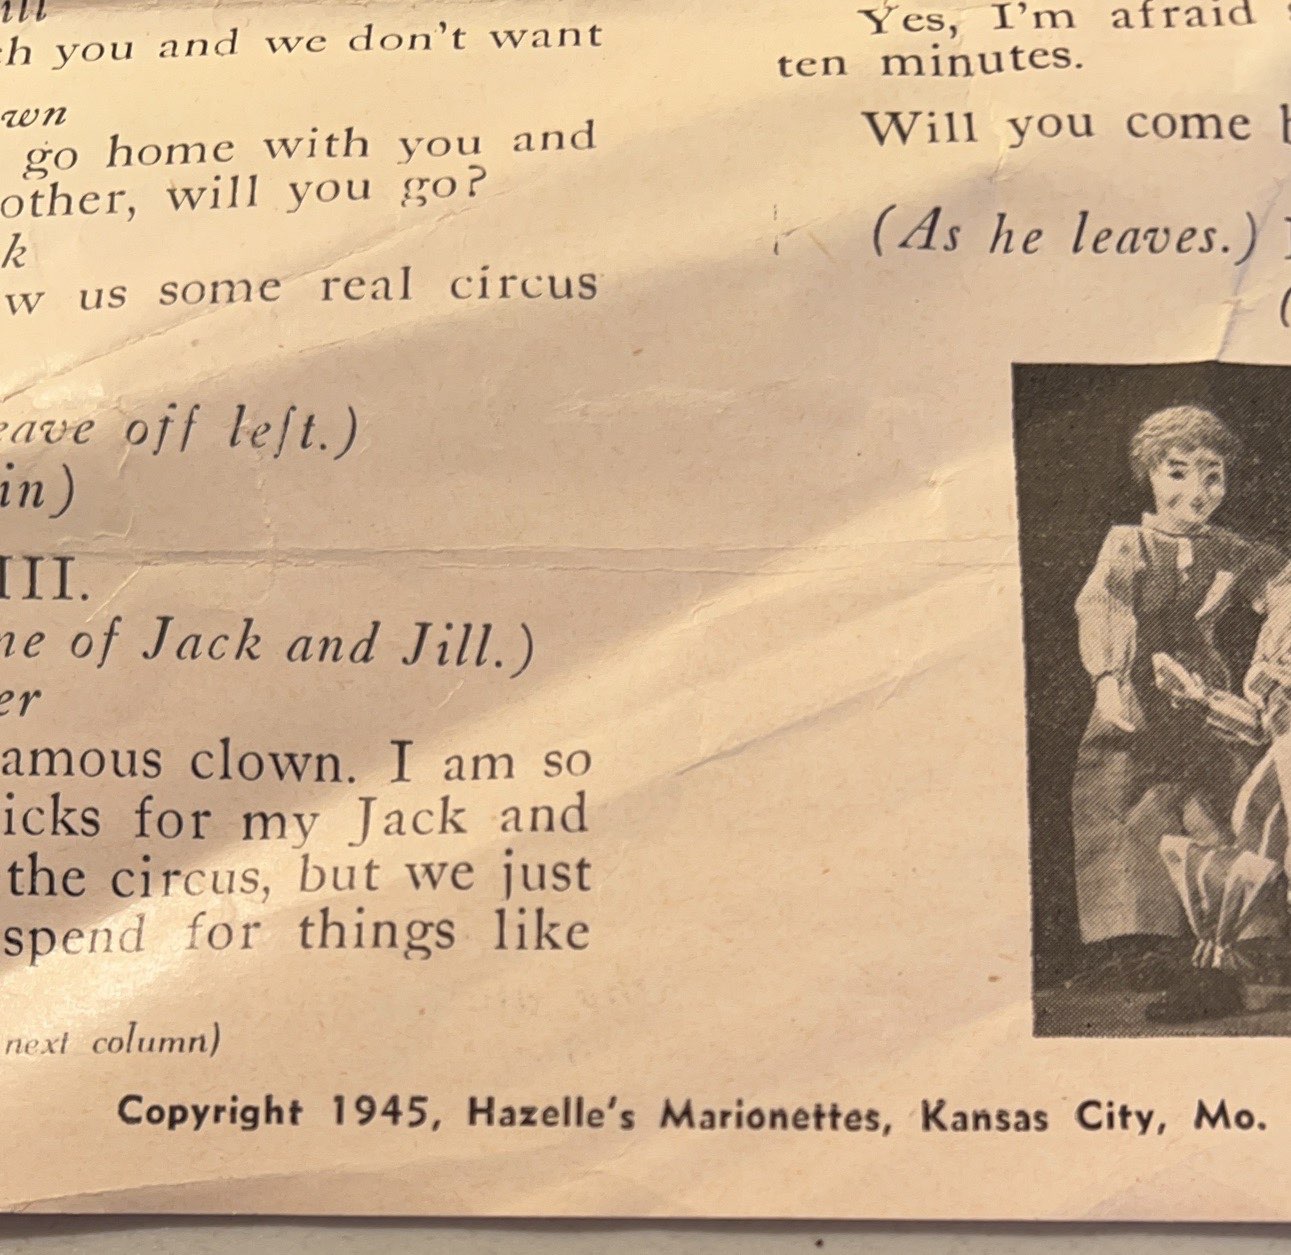 ill
h you and we don't want
wn
go home with you and
other, will you go?
k
w us some real circus
eave off left.)
in)
III.
ne of Jack and Jill.)
er
amous clown. I am so
icks for my Jack and
the circus, but we just
spend for things like
next column)
Yes, I'm afraid
ten minutes.
Will you come
(As he leaves.)
(
Copyright 1945, Hazelle's Marionettes, Kansas City, Mo.